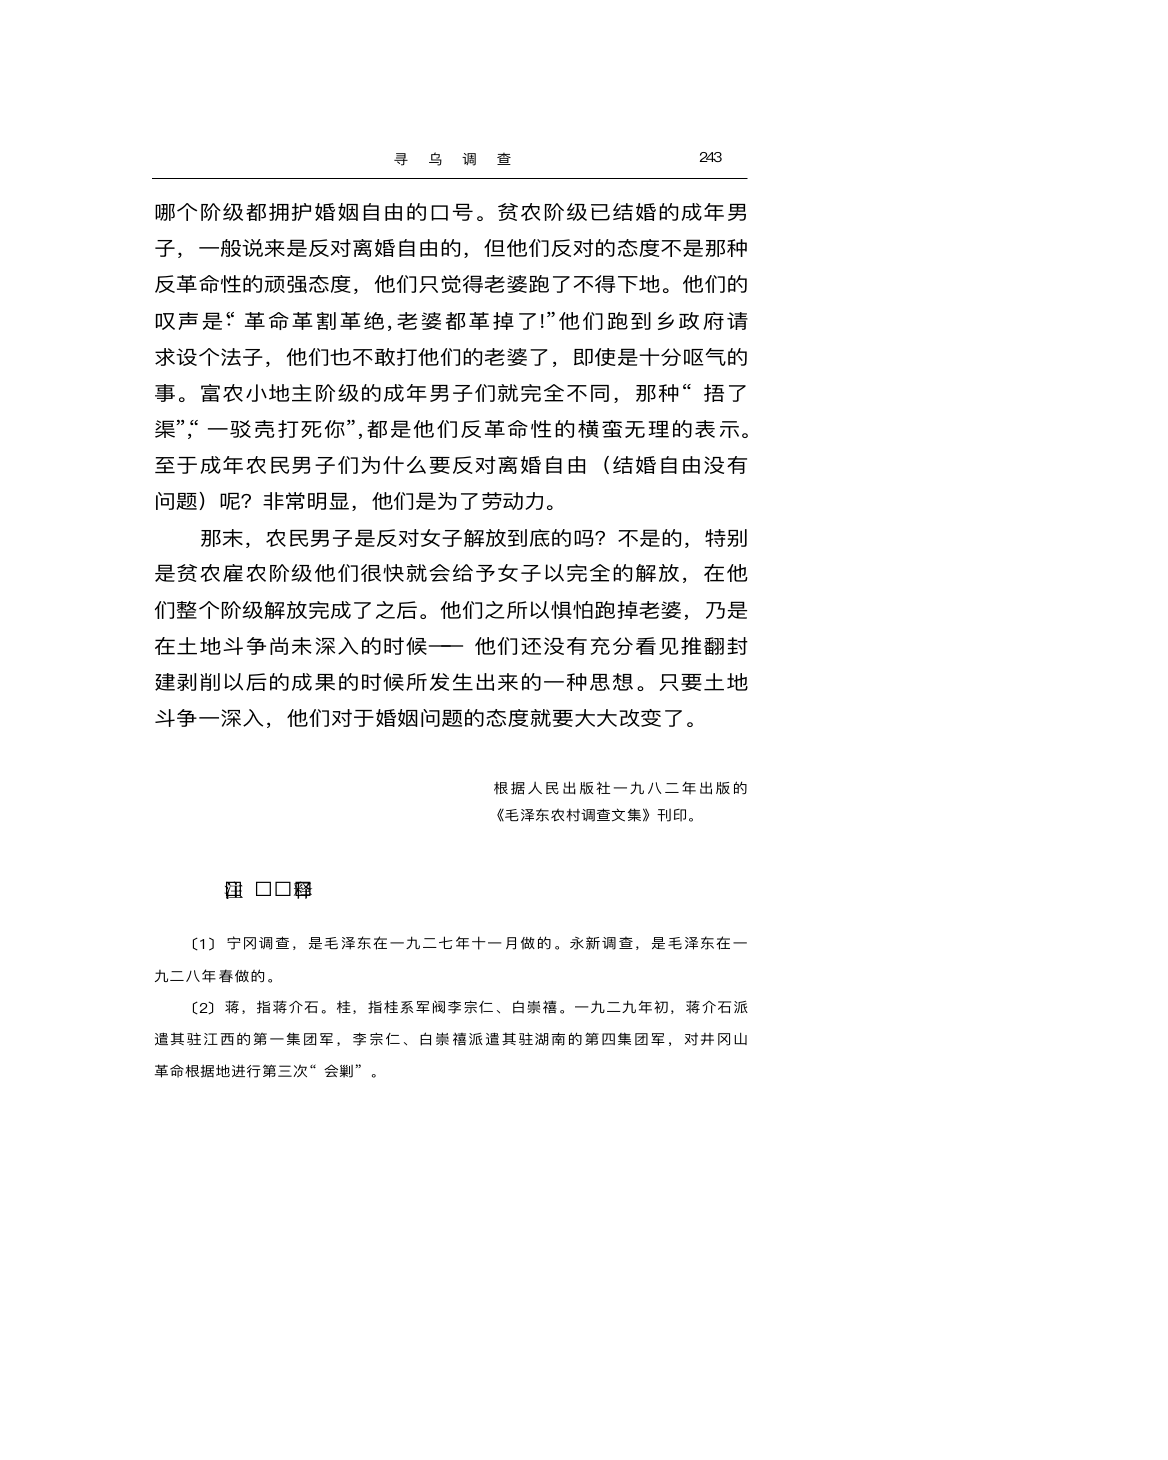 寻乌调查 243
哪个阶级都拥护婚姻自由的口号。贫农阶级已结婚的成年男
子，一般说来是反对离婚自由的，但他们反对的态度不是那种
反革命性的顽强态度，他们只觉得老婆跑了不得下地。他们的
叹声是：“革命革割革绝,老婆都革掉了!”他们跑到乡政府请
求设个法子，他们也不敢打他们的老婆了，即使是十分呕气的
事。富农小地主阶级的成年男子们就完全不同，那种“捂了
渠”，“一驳壳打死你”,都是他们反革命性的横蛮无理的表示。
至于成年农民男子们为什么要反对离婚自由（结婚自由没有
问题）呢？非常明显，他们是为了劳动力。
那末，农民男子是反对女子解放到底的吗？不是的，特别
是贫农雇农阶级他们很快就会给予女子以完全的解放，在他
们整个阶级解放完成了之后。他们之所以惧怕跑掉老婆，乃是
在土地斗争尚未深入的时候——他们还没有充分看见推翻封
建剥削以后的成果的时候所发生出来的一种思想。只要土地
斗争一深入，他们对于婚姻问题的态度就要大大改变了。
根据人民出版社一九八二年出版的
《毛泽东农村调查文集》刊印。
注□□释
〔1〕宁冈调查，是毛泽东在一九二七年十一月做的。永新调查，是毛泽东在一
九二八年春做的。
〔2〕蒋，指蒋介石。桂，指桂系军阀李宗仁、白崇禧。一九二九年初，蒋介石派
遣其驻江西的第一集团军，李宗仁、白崇禧派遣其驻湖南的第四集团军，对井冈山
革命根据地进行第三次“会剿”。